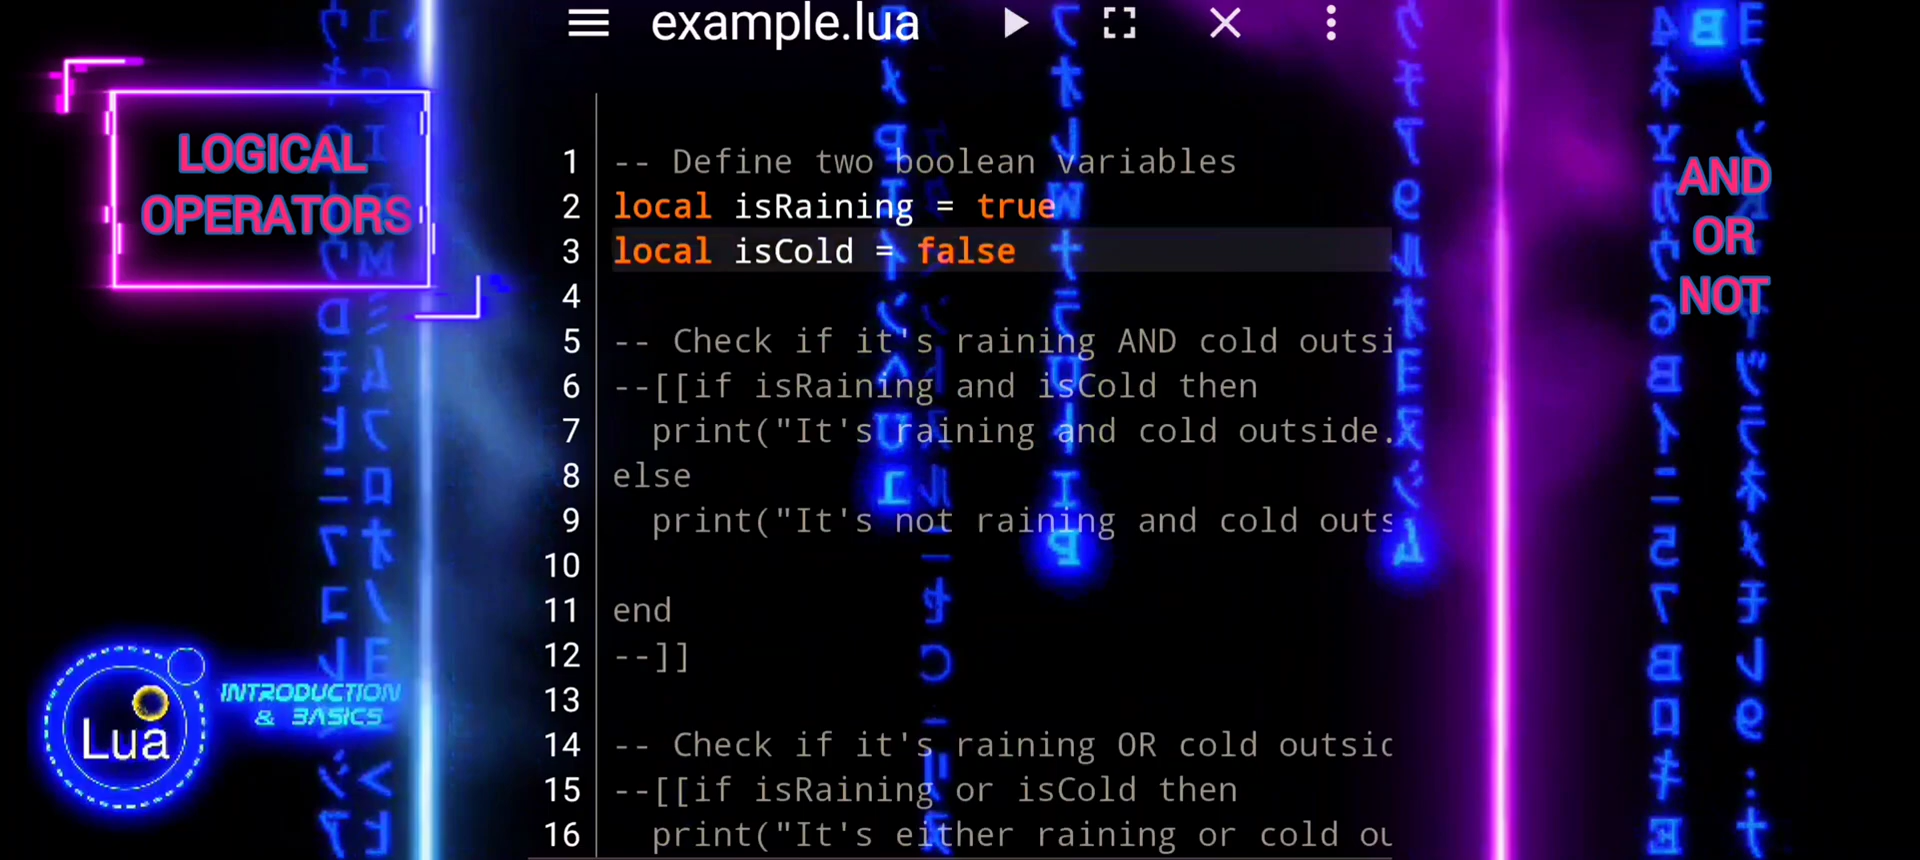 LOGICAL
OPERATORS
example.lua
1 -- Define two boolean variables
2 local isRaining = true
3 local isCold = false
4
5 -- Check if it's raining AND cold outsi
6 --[[if isRaining and isCold then
7 print("It's raining and cold outside.
8 else
9 print("It's not raining and cold outs
10
11 end
12 --]]
13
14 -- Check if it's raining OR cold outsid
15 --[[if isRaining or isCold then
16 print("It's either raining or cold ou
AND
OR
NOT
Lua
INTRODUCTION
& BASICS